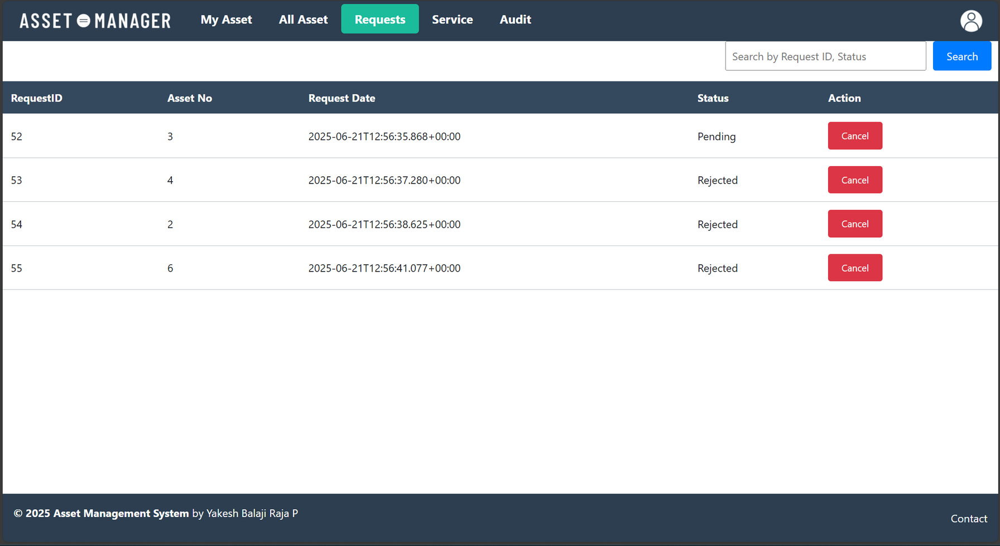 ASSET MANAGER My Asset All Asset Requests Service Audit
Search by Request ID, Status Search
RequestID Asset No Request Date Status Action
52 3 2025-06-21T12:56:35.868+00:00 Pending Cancel
53 4 2025-06-21T12:56:37.280+00:00 Rejected Cancel
54 2 2025-06-21T12:56:38.625+00:00 Rejected Cancel
55 6 2025-06-21T12:56:41.077+00:00 Rejected Cancel
© 2025 Asset Management System by Yakesh Balaji Raja P
Contact